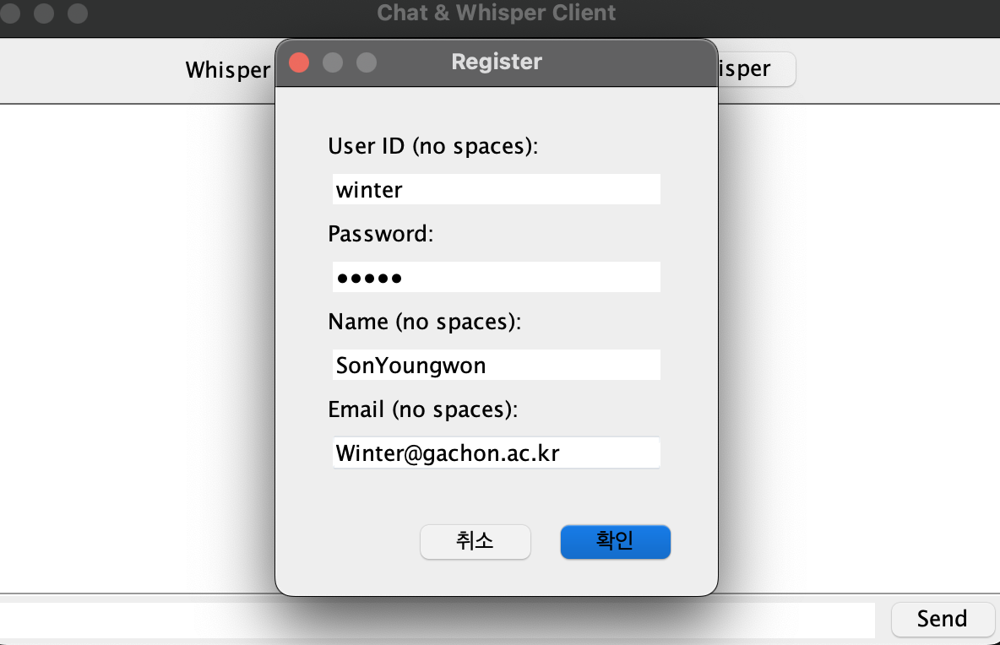 Chat & Whisper Client
Whisper
Register
isper
User ID (no spaces):
winter
Password:
●●●●●
Name (no spaces):
SonYoungwon
Email (no spaces):
Winter@gachon.ac.kr
취소
확인
Send